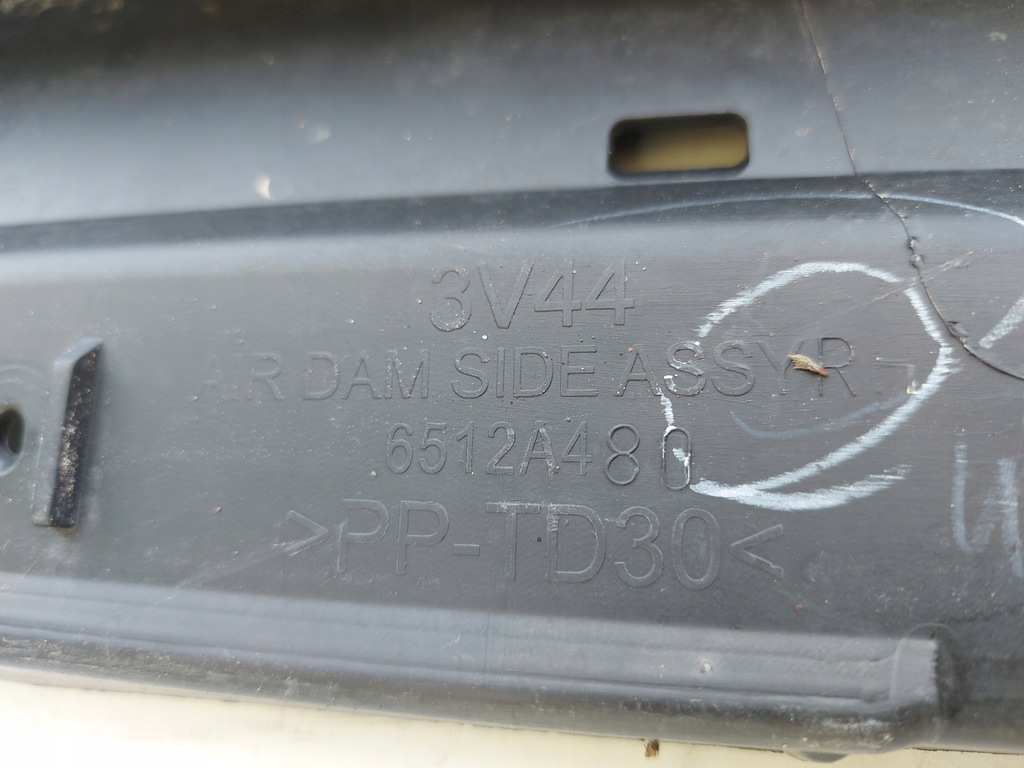 3V44
AIR DAM SIDE ASSY R
6512A480
>PP-TD30<